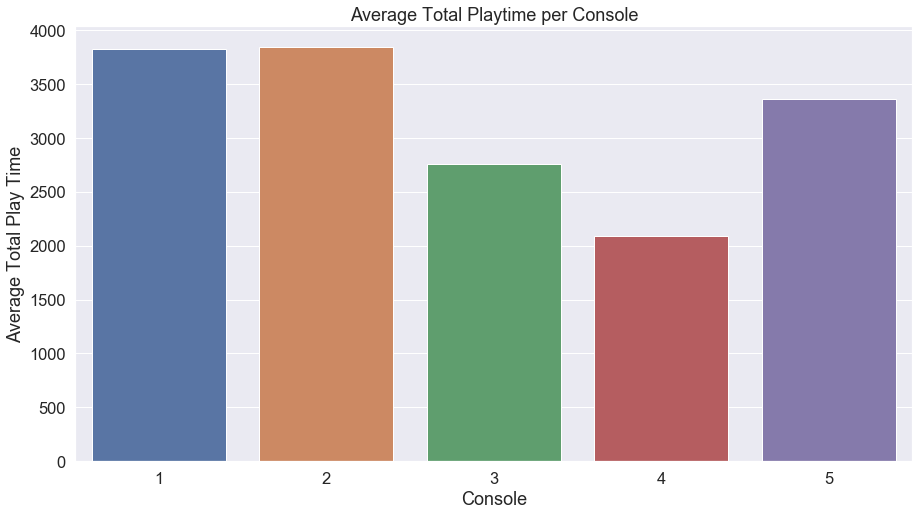 Average Total Playtime per Console
Average Total Play Time
4000
3500
3000
2500
2000
1500
1000
500
0
1 2 3 4 5
Console